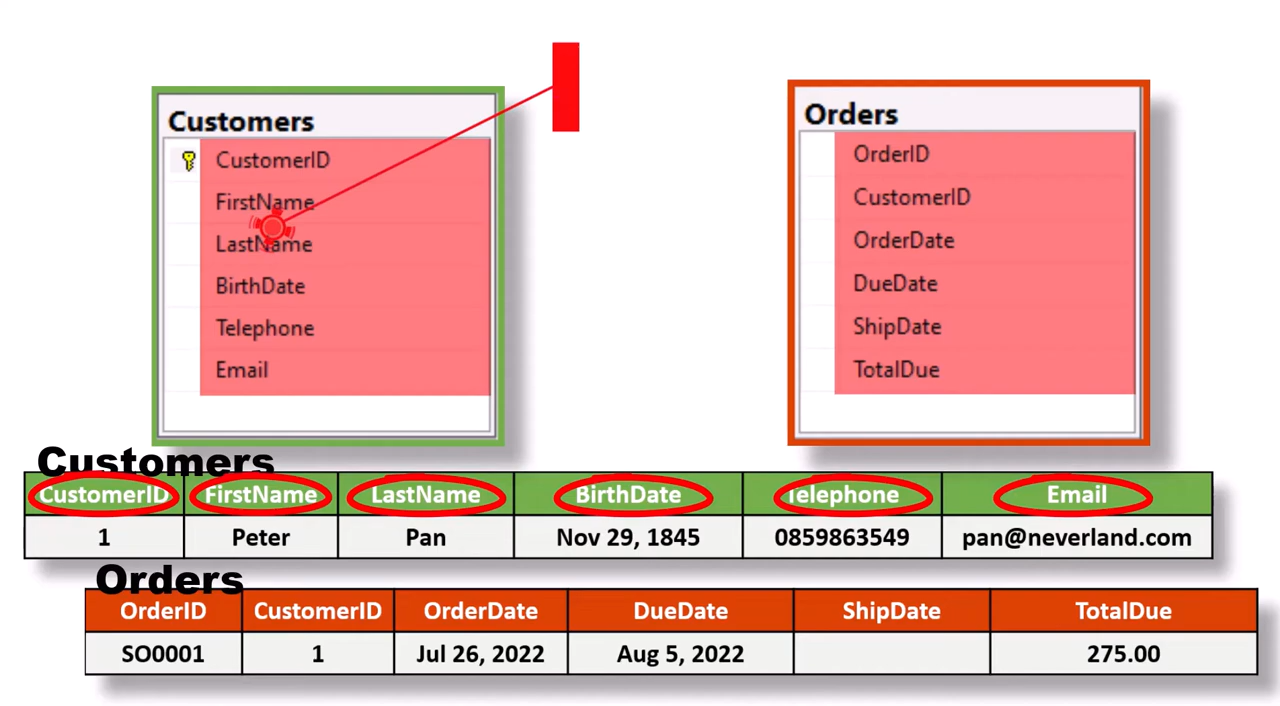 Customers
CustomerID
FirstName
LastName
BirthDate
Telephone
Email
Orders
OrderID
CustomerID
OrderDate
DueDate
ShipDate
TotalDue
Customers
CustomerID FirstName LastName BirthDate Telephone Email
1 Peter Pan Nov 29, 1845 0859863549 pan@neverland.com
Orders
OrderID CustomerID OrderDate DueDate ShipDate TotalDue
SO0001 1 Jul 26, 2022 Aug 5, 2022 275.00